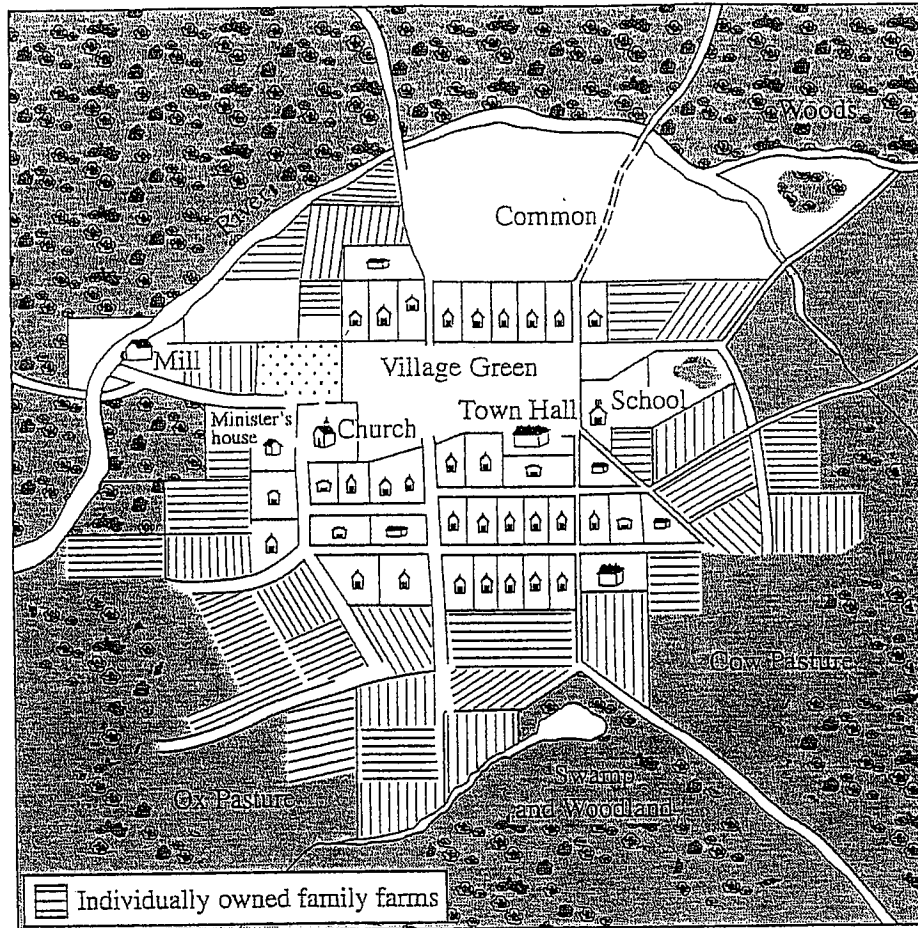 Woods
River
Common
Mill
Village Green
Minister's
house
Church
Town Hall
School
Cow Pasture
Ox Pasture
Swamp
and Woodland
Individually owned family farms